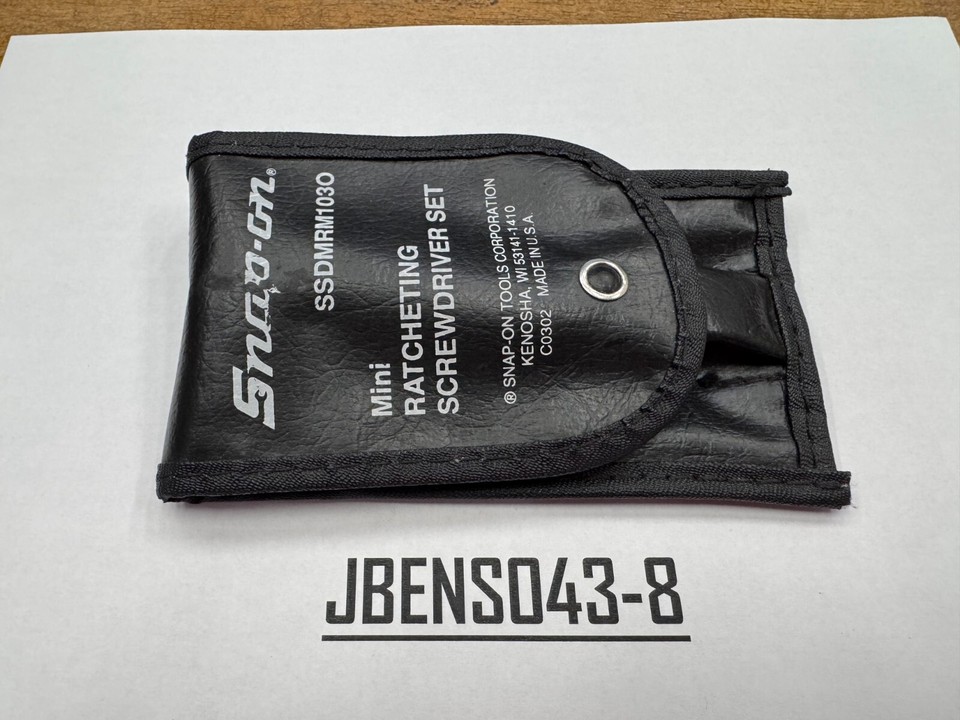 Snap-on®
SSDMRM103O
Mini
RATCHETING
SCREWDRIVER SET
® SNAP-ON TOOLS CORPORATION
KENOSHA, WI 53141-1410
C0302 MADE IN U.S.A.
JBENS043-8